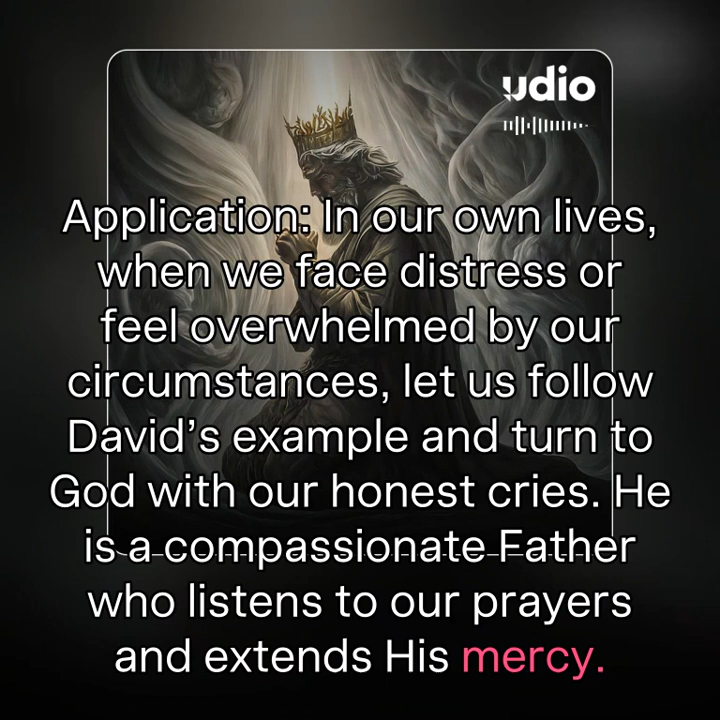 udio
Application: In our own lives,
when we face distress or
feel overwhelmed by our
circumstances, let us follow
David’s example and turn to
God with our honest cries. He
is a compassionate Father
who listens to our prayers
and extends His mercy.